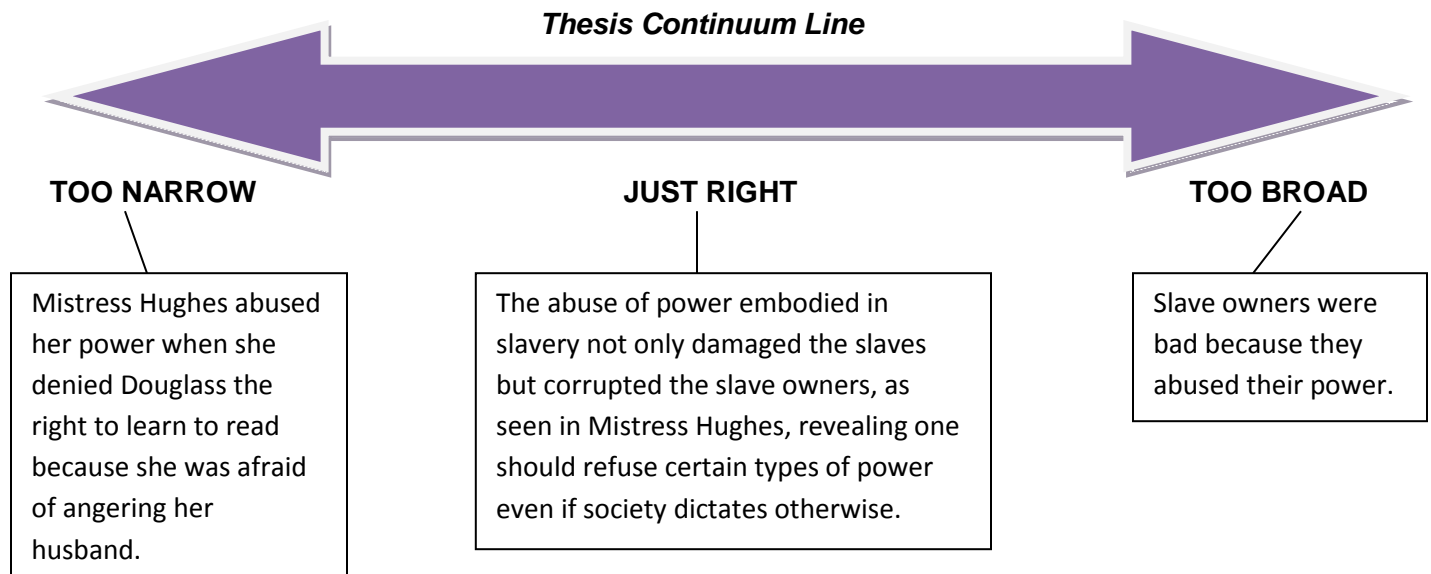 Thesis Continuum Line
TOO NARROW
JUST RIGHT
TOO BROAD
Mistress Hughes abused
her power when she
denied Douglass the
right to learn to read
because she was afraid
of angering her
husband.
The abuse of power embodied in
slavery not only damaged the slaves
but corrupted the slave owners, as
seen in Mistress Hughes, revealing one
should refuse certain types of power
even if society dictates otherwise.
Slave owners were
bad because they
abused their power.